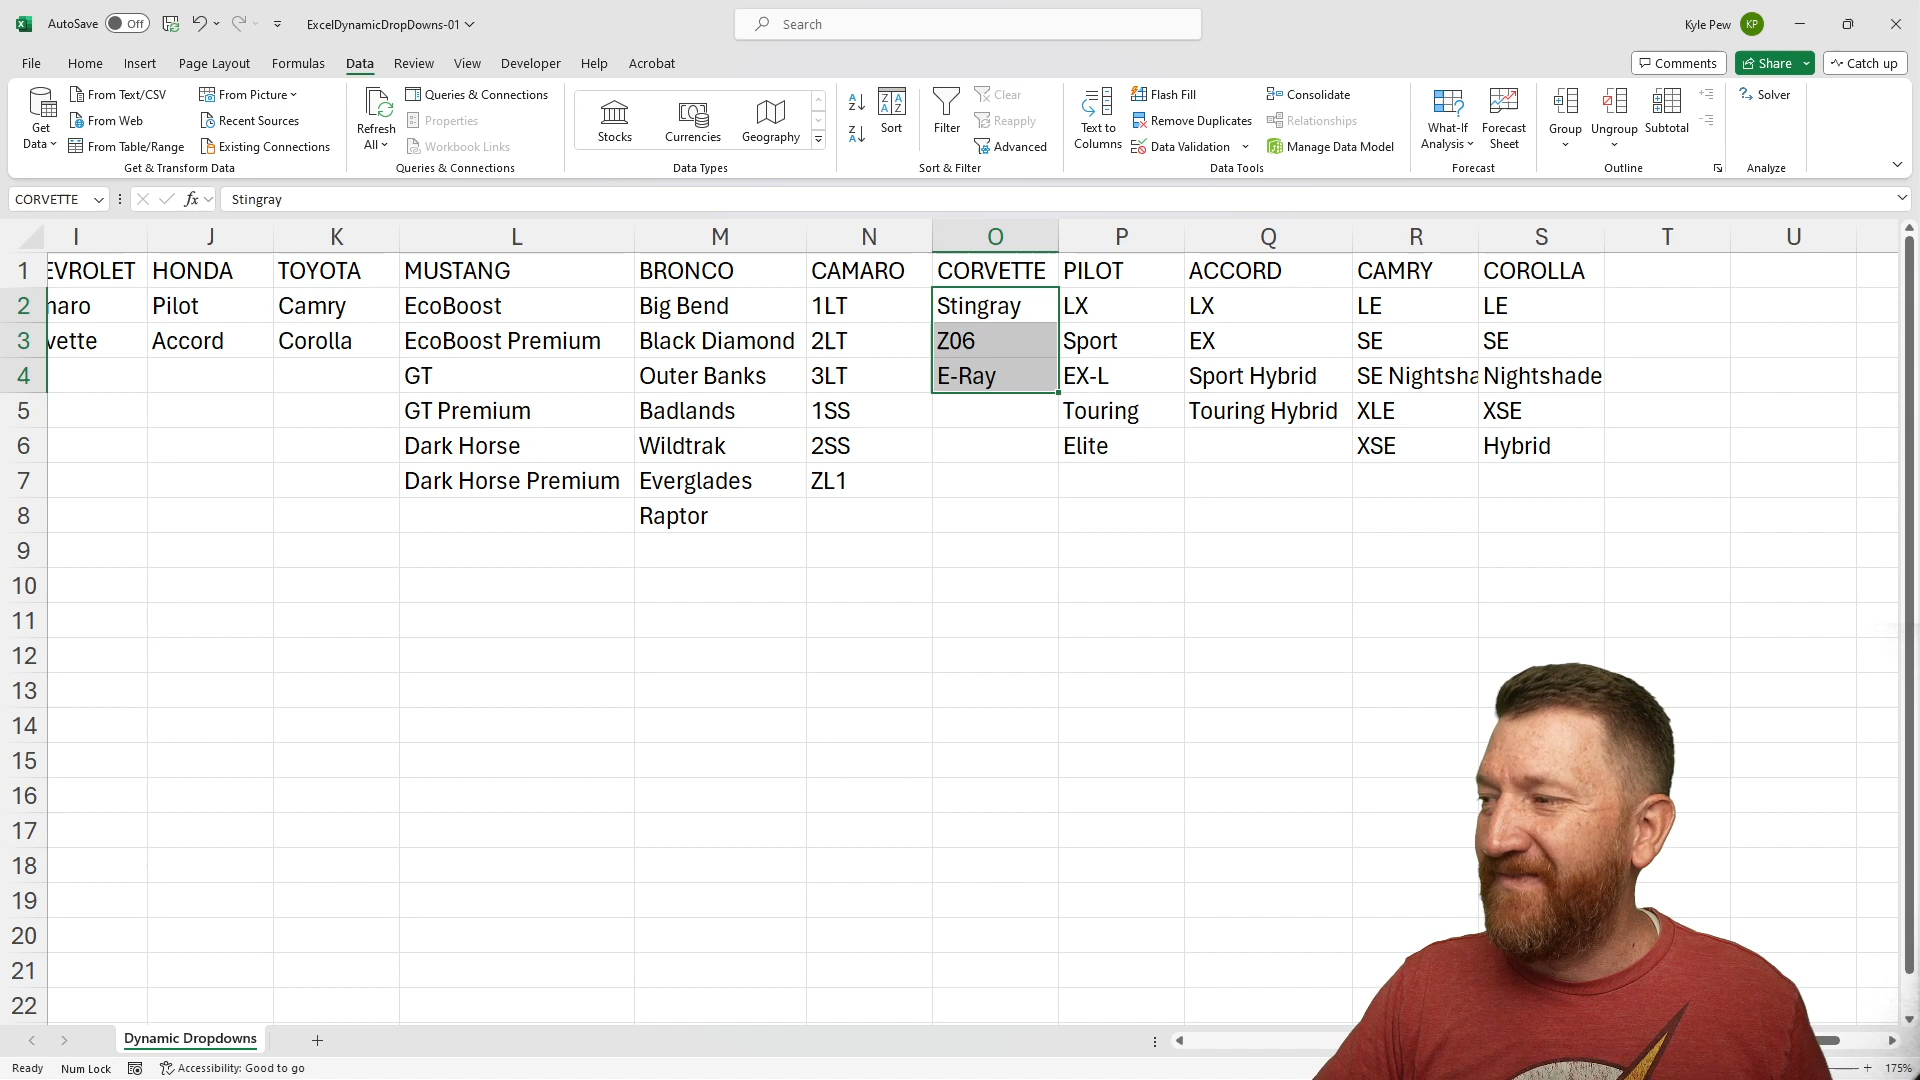 AutoSave Off ExcelDynamicDropDowns-01 Search Kyle Pew KP
File Home Insert Page Layout Formulas Data Review View Developer Help Acrobat Comments Share Catch up
Get Data From Text/CSV From Web From Table/Range From Picture Recent Sources Existing Connections
Get & Transform Data
Refresh All Queries & Connections Properties Workbook Links
Queries & Connections
Stocks Currencies Geography
Data Types
Sort Filter Clear Reapply Advanced
Sort & Filter
Text to Columns Flash Fill Remove Duplicates Data Validation Consolidate Relationships Manage Data Model
Data Tools
What-If Analysis Forecast Sheet
Forecast
Group Ungroup Subtotal
Outline
Solver
Analyze
CORVETTE fx Stingray
I J K L M N O P Q R S T U
1 EVROLET HONDA TOYOTA MUSTANG BRONCO CAMARO CORVETTE PILOT ACCORD CAMRY COROLLA
2 naro Pilot Camry EcoBoost Big Bend 1LT Stingray LX LX LE LE
3 vette Accord Corolla EcoBoost Premium Black Diamond 2LT Z06 Sport EX SE SE
4 GT Outer Banks 3LT E-Ray EX-L Sport Hybrid SE Nightsha Nightshade
5 GT Premium Badlands 1SS Touring Touring Hybrid XLE XSE
6 Dark Horse Wildtrak 2SS Elite XSE Hybrid
7 Dark Horse Premium Everglades ZL1
8 Raptor
9
10
11
12
13
14
15
16
17
18
19
20
21
22
Dynamic Dropdowns
Ready Num Lock Accessibility: Good to go 175%